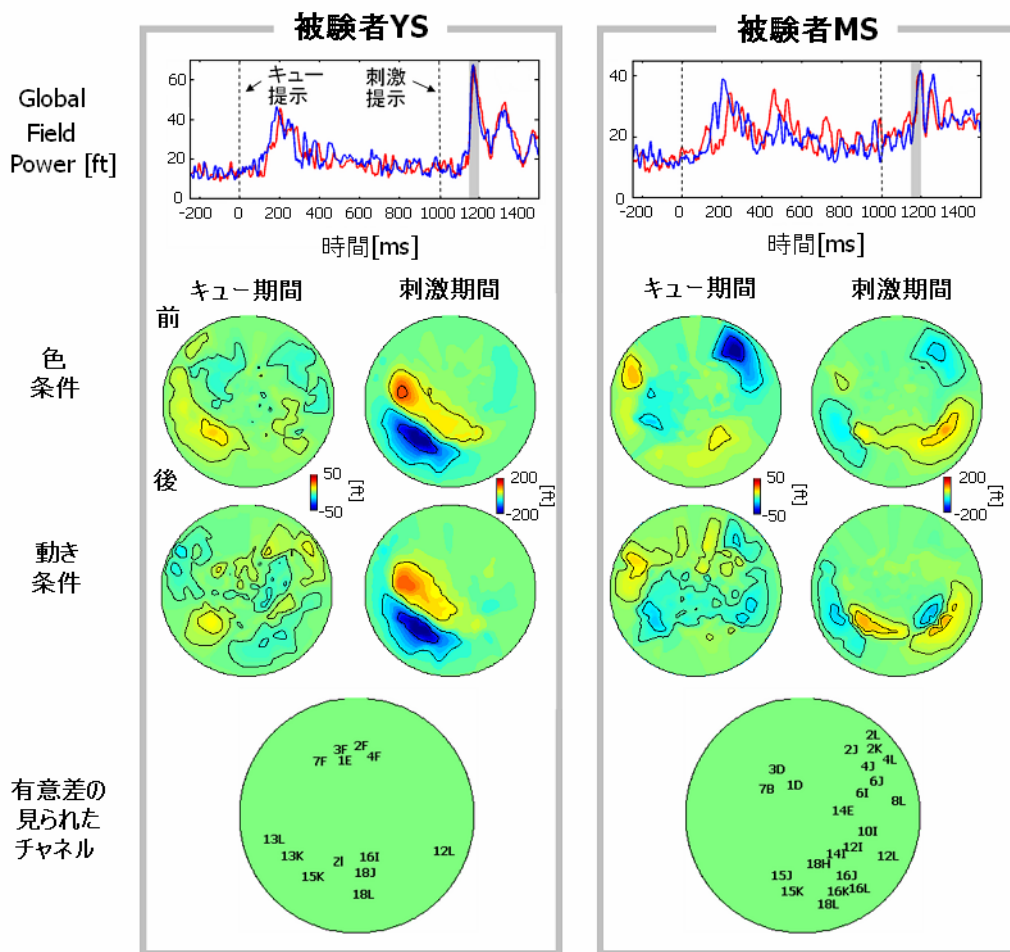 被験者YS
被験者MS
Global
Field
Power [ft]
60
40
20
0
キュー
提示
刺激
提示
-200 0 200 400 600 800 1000 1200 1400
時間[ms]
40
20
0
-200 0 200 400 600 800 1000 1200 1400
時間[ms]
キュー期間
刺激期間
キュー期間
刺激期間
前
色
条件
後
50
-50
[ft]
200
-200
[ft]
50
-50
[ft]
200
-200
[ft]
動き
条件
有意差の
見られた
チャネル
3F 2F
7F 1E 4F
13L
13K 2I 16I 12L
15K 18J
18L
2L
2J 2K
3D 4J 4L
7B 1D 6I 6J
14E 8L
10I
14I 12I 12L
18H
15J 16J
15K 16K 16L
18L